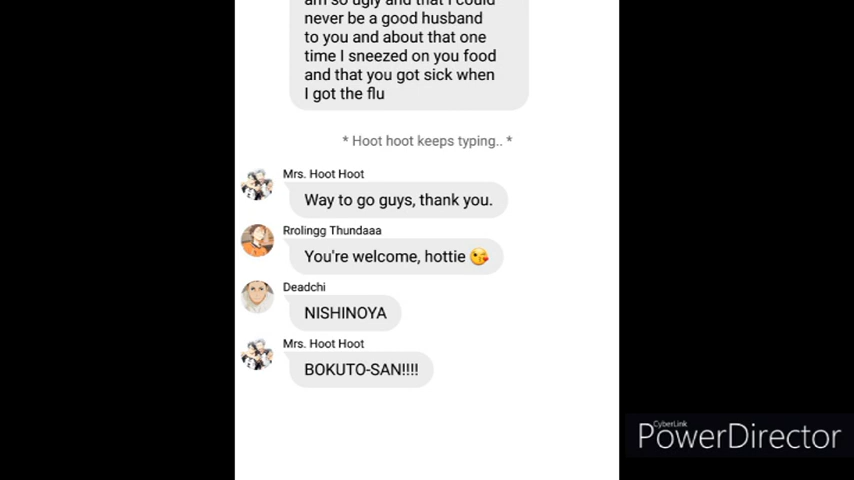 am so ugly and that I could
never be a good husband
to you and about that one
time I sneezed on you food
and that you got sick when
I got the flu
* Hoot hoot keeps typing.. *
Mrs. Hoot Hoot
Way to go guys, thank you.
Rrolingg Thundaaa
You're welcome, hottie 😘
Deadchi
NISHINOYA
Mrs. Hoot Hoot
BOKUTO-SAN!!!!
CyberLink
PowerDirector